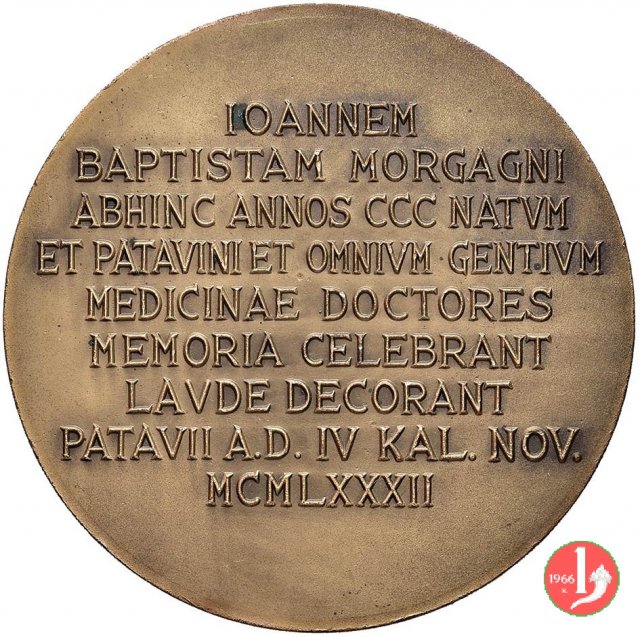 IOANNEM
BAPTISTAM MORGAGNI
ABHINC ANNOS CCC NATVM
ET PATAVINI ET OMNIVM GENTIVM
MEDICINAE DOCTORES
MEMORIA CELEBRANT
LAVDE DECORANT
PATAVII A.D. IV KAL. NOV.
MCMLXXXII
1966